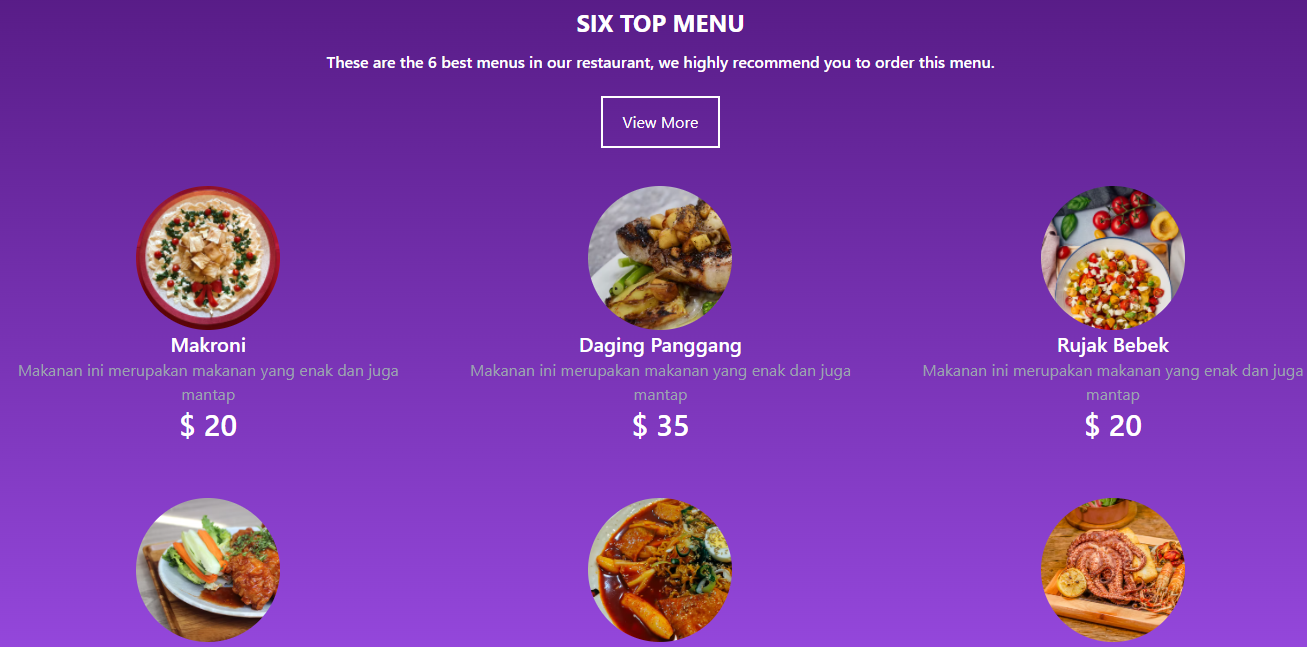 SIX TOP MENU
These are the 6 best menus in our restaurant, we highly recommend you to order this menu.
View More
Makroni
Makanan ini merupakan makanan yang enak dan juga
mantap
$ 20
Daging Panggang
Makanan ini merupakan makanan yang enak dan juga
mantap
$ 35
Rujak Bebek
Makanan ini merupakan makanan yang enak dan juga
mantap
$ 20